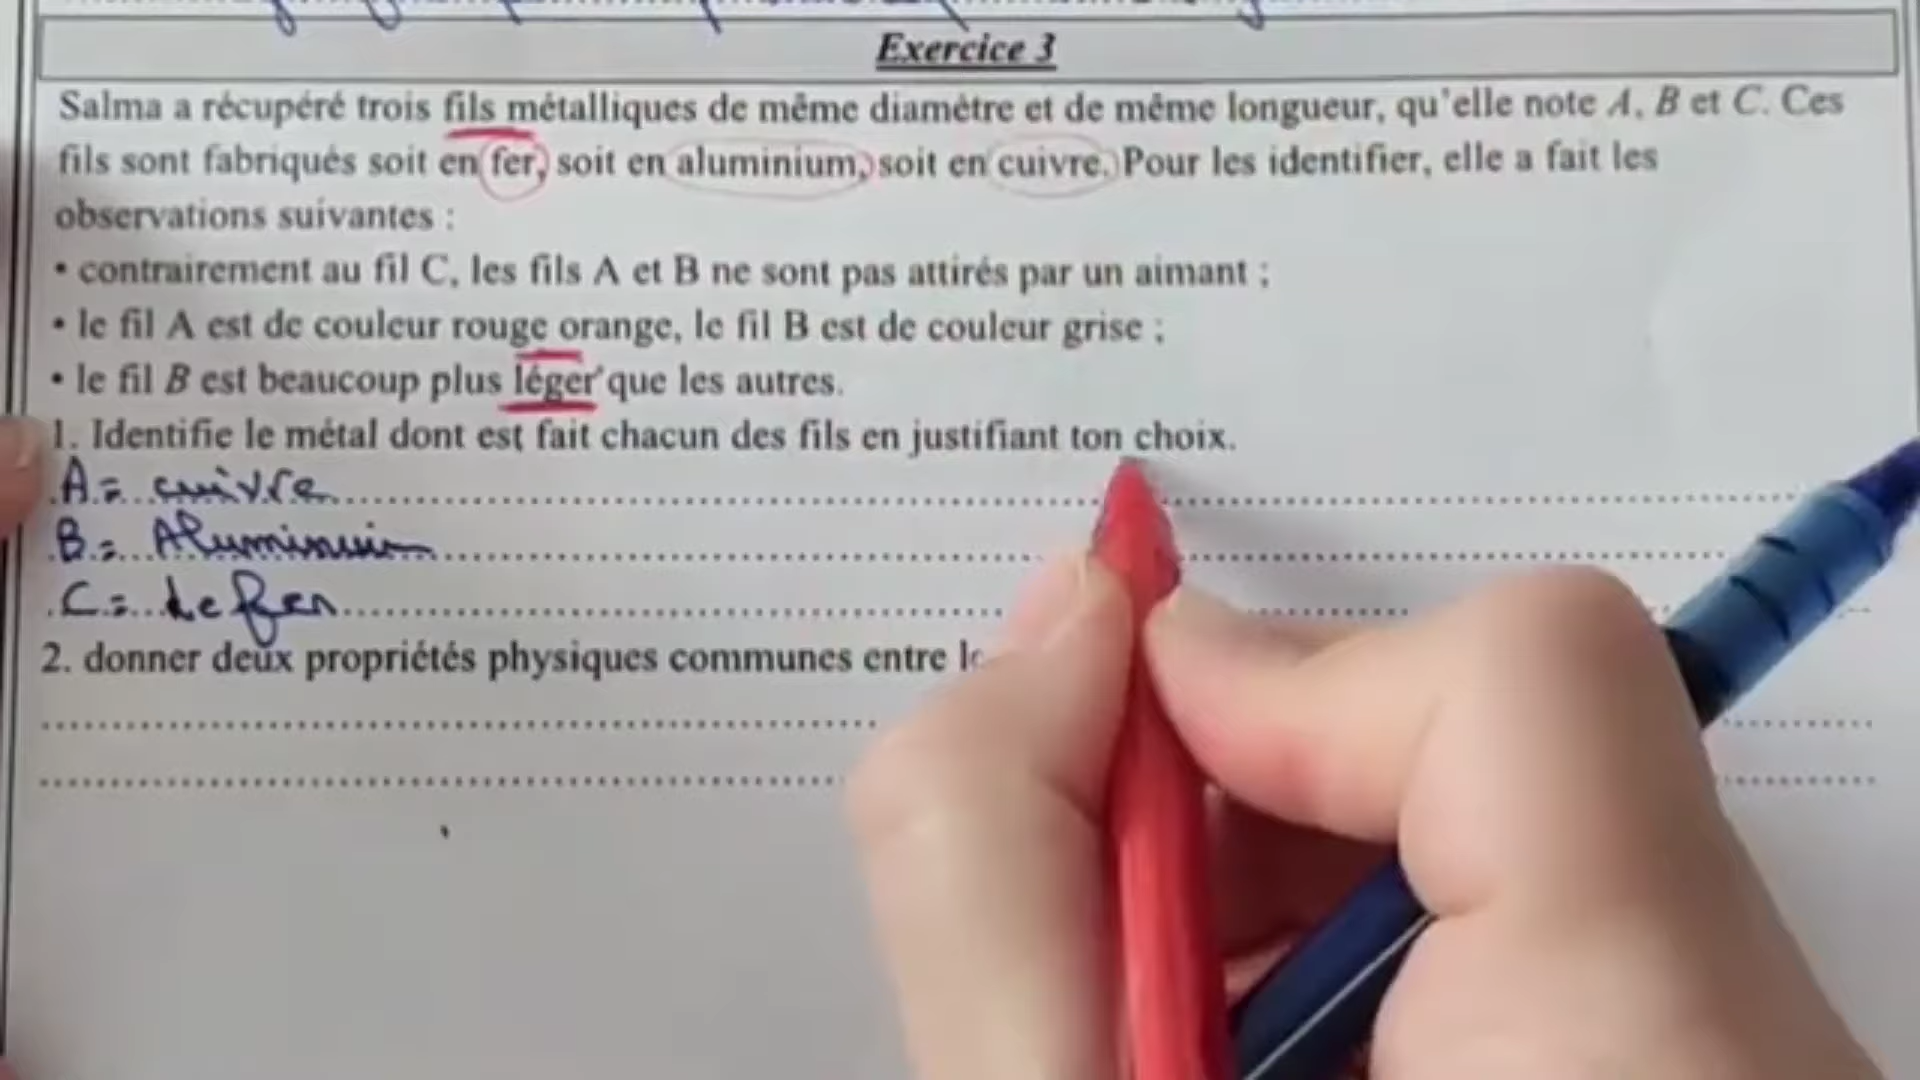 Exercice 3
Salma a récupéré trois fils métalliques de même diamètre et de même longueur, qu'elle note A, B et C. Ces
fils sont fabriqués soit en fer, soit en aluminium, soit en cuivre. Pour les identifier, elle a fait les
observations suivantes :
• contrairement au fil C, les fils A et B ne sont pas attirés par un aimant ;
• le fil A est de couleur rouge orange, le fil B est de couleur grise ;
• le fil B est beaucoup plus léger que les autres.
1. Identifie le métal dont est fait chacun des fils en justifiant ton choix.
A = cuivre
B = Aluminium
C = le fer
2. donner deux propriétés physiques communes entre